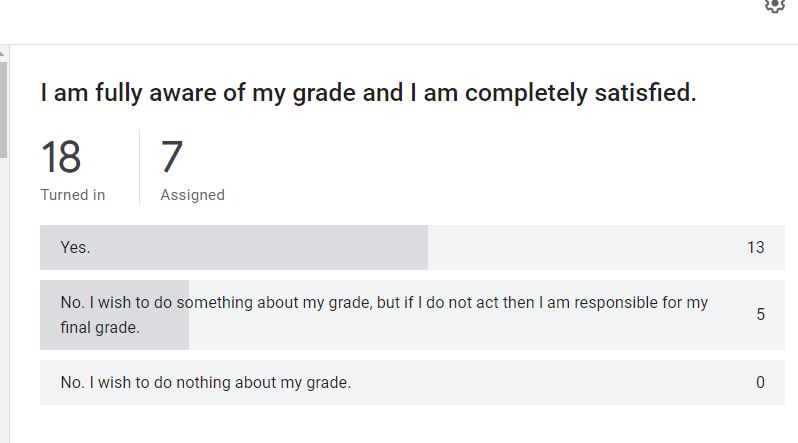 I am fully aware of my grade and I am completely satisfied.
18 7
Turned in Assigned
Yes. 13
No. I wish to do something about my grade, but if I do not act then I am responsible for my
final grade. 5
No. I wish to do nothing about my grade. 0